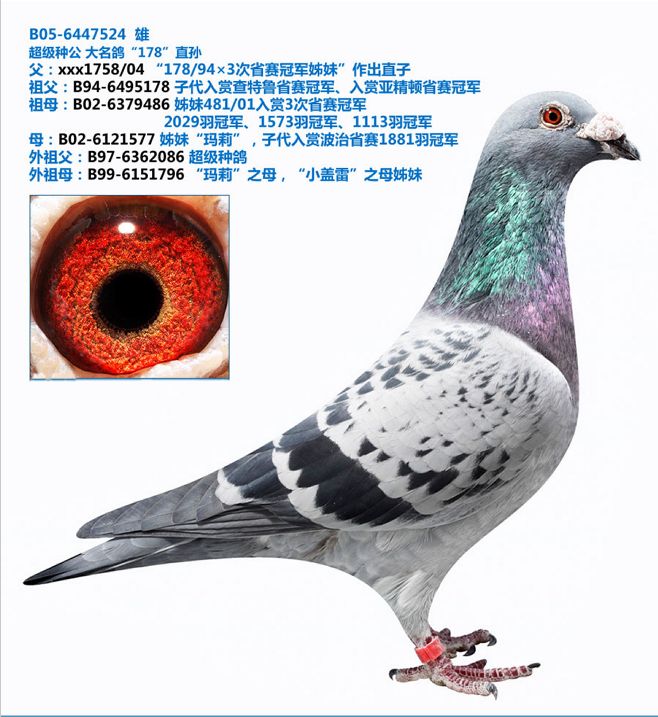 B05-6447524 雄
超级种公 大名鸽“178”直孙
父：xxx1758/04 “178/94×3次省赛冠军姊妹”作出直子
祖父：B94-6495178 子代入赏查特鲁省赛冠军、入赏亚精顿省赛冠军
祖母：B02-6379486 姊妹481/01入赏3次省赛冠军
2029羽冠军、1573羽冠军、1113羽冠军
母：B02-6121577 姊妹“玛莉”，子代入赏波治省赛1881羽冠军
外祖父：B97-6362086 超级种鸽
外祖母：B99-6151796 “玛莉”之母，“小盖雷”之母姊妹